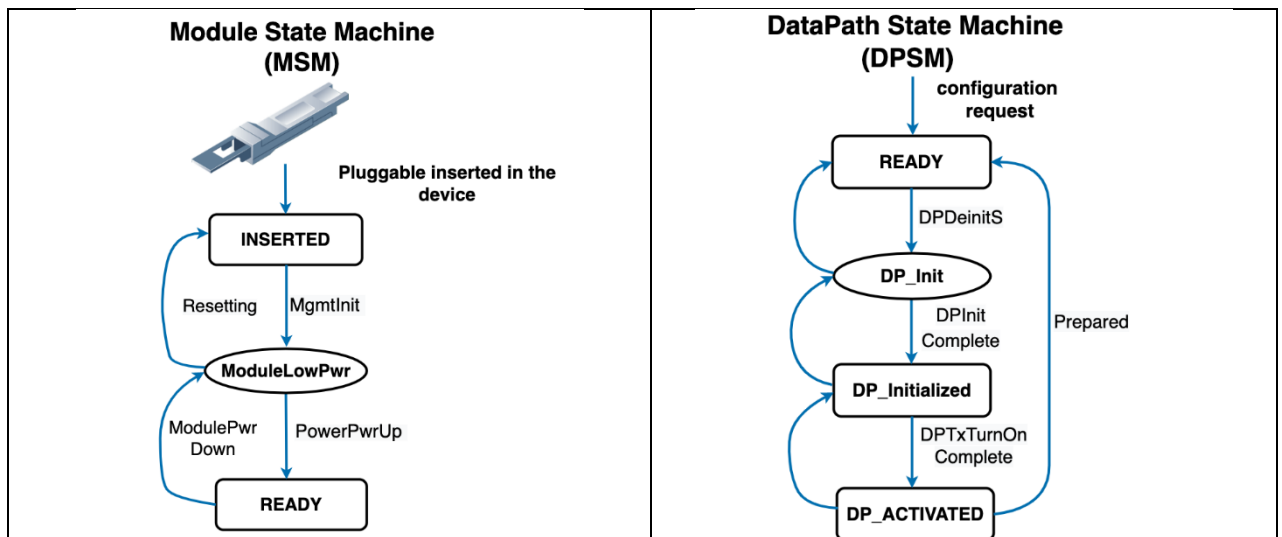 Module State Machine
(MSM)
Pluggable inserted in the
device
INSERTED
Resetting
MgmtInit
ModuleLowPwr
ModulePwr
Down
PowerPwrUp
READY
DataPath State Machine
(DPSM)
configuration
request
READY
DPDeinitS
DP_Init
DPInit
Complete
Prepared
DP_Initialized
DPTxTurnOn
Complete
DP_ACTIVATED